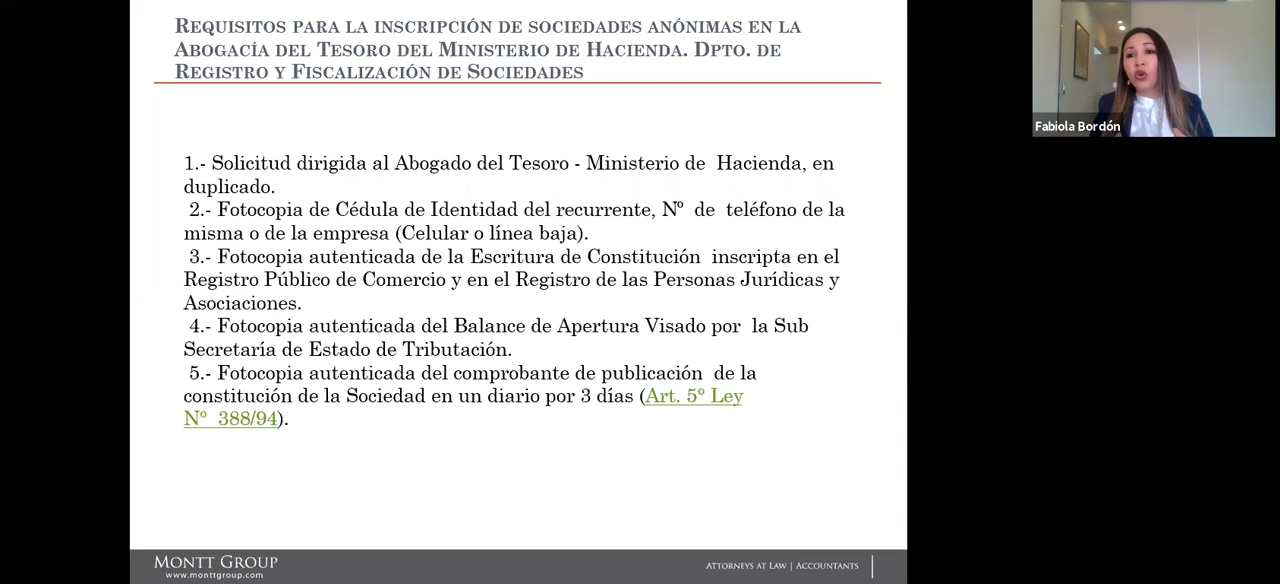 REQUISITOS PARA LA INSCRIPCIÓN DE SOCIEDADES ANÓNIMAS EN LA
ABOGACÍA DEL TESORO DEL MINISTERIO DE HACIENDA. DPTO. DE
REGISTRO Y FISCALIZACIÓN DE SOCIEDADES
Fabiola Bordón
1.- Solicitud dirigida al Abogado del Tesoro - Ministerio de Hacienda, en
duplicado.
2.- Fotocopia de Cédula de Identidad del recurrente, Nº de teléfono de la
misma o de la empresa (Celular o línea baja).
3.- Fotocopia autenticada de la Escritura de Constitución inscripta en el
Registro Público de Comercio y en el Registro de las Personas Jurídicas y
Asociaciones.
4.- Fotocopia autenticada del Balance de Apertura Visado por la Sub
Secretaría de Estado de Tributación.
5.- Fotocopia autenticada del comprobante de publicación de la
constitución de la Sociedad en un diario por 3 días (Art. 5º Ley
Nº 388/94).
MONTT GROUP
www.monttgroup.com
ATTORNEYS AT LAW | ACCOUNTANTS